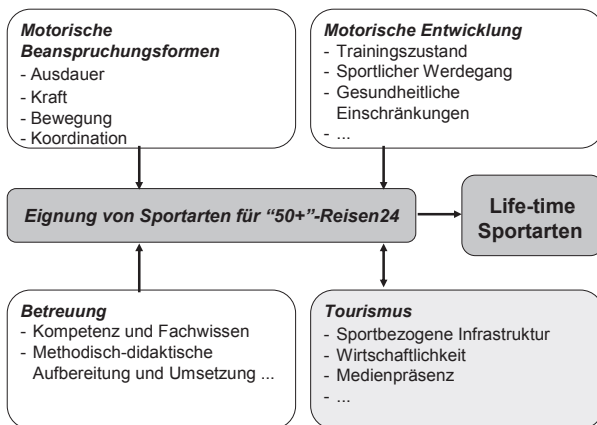 Motorische
Beanspruchungsformen
- Ausdauer
- Kraft
- Bewegung
- Koordination
Motorische Entwicklung
- Trainingszustand
- Sportlicher Werdegang
- Gesundheitliche
Einschränkungen
- ...
Eignung von Sportarten für “50+”-Reisen24
Life-time
Sportarten
Betreuung
- Kompetenz und Fachwissen
- Methodisch-didaktische
Aufbereitung und Umsetzung ...
Tourismus
- Sportbezogene Infrastruktur
- Wirtschaftlichkeit
- Medienpräsenz
- ...